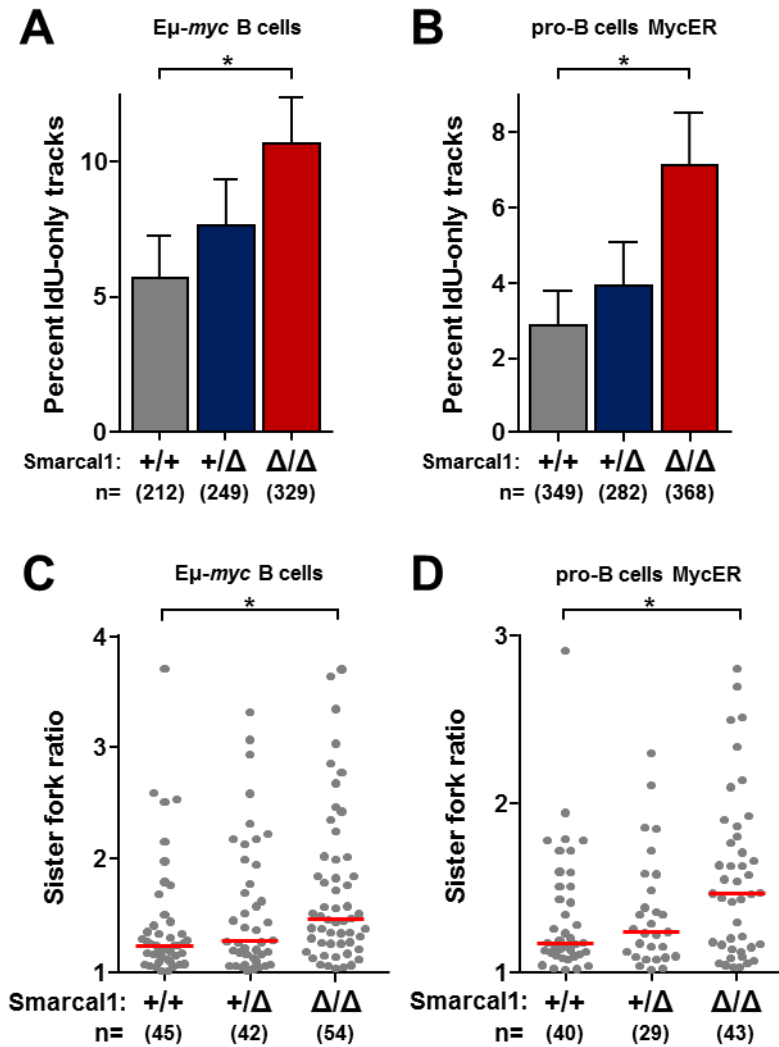 A
Eµ-myc B cells
*
Percent IdU-only tracks
10
5
0
Smarcal1: +/+ +/Δ Δ/Δ
n= (212) (249) (329)
B
pro-B cells MycER
*
Percent IdU-only tracks
8
6
4
2
0
Smarcal1: +/+ +/Δ Δ/Δ
n= (349) (282) (368)
C
Eµ-myc B cells
*
Sister fork ratio
4
3
1
1
Smarcal1: +/+ +/Δ Δ/Δ
n= (45) (42) (54)
D
pro-B cells MycER
*
Sister fork ratio
3
2
1
Smarcal1: +/+ +/Δ Δ/Δ
n= (40) (29) (43)